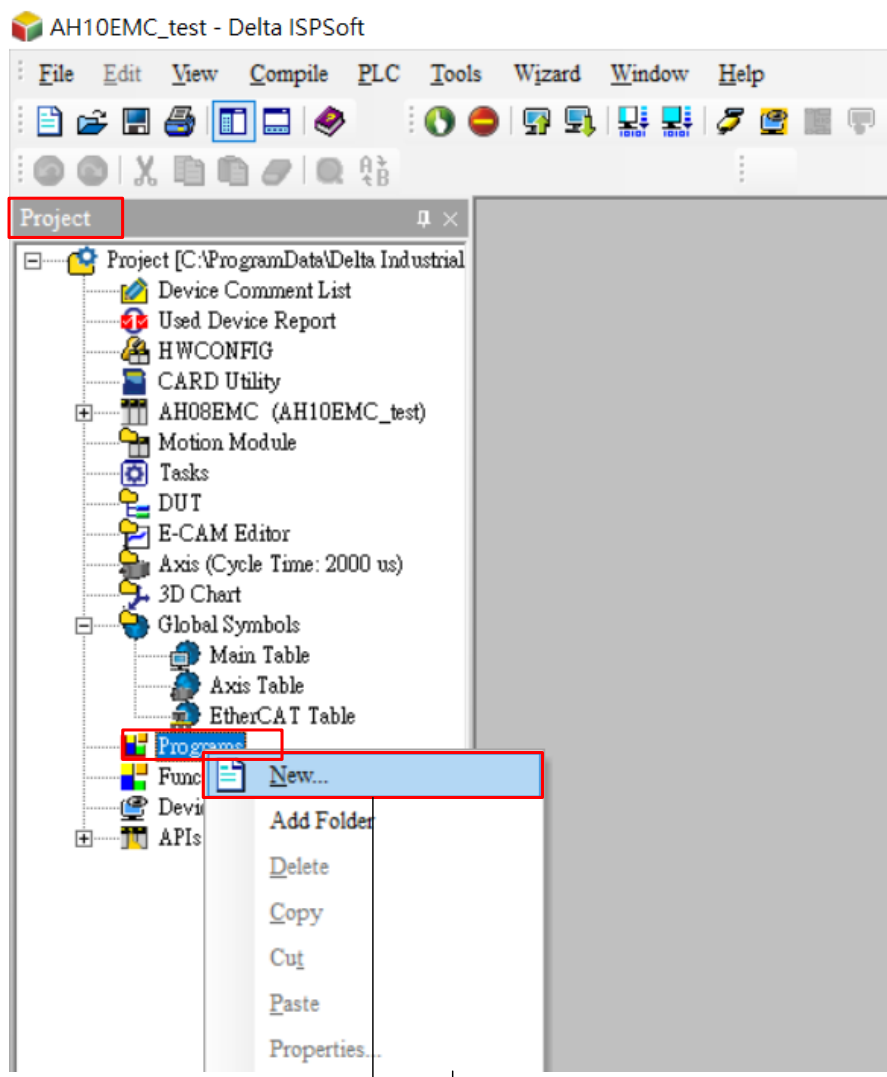 AH10EMC_test - Delta ISPSoft
File Edit View Compile PLC Tools Wizard Window Help
Project
Project [C:\ProgramData\Delta Industrial
Device Comment List
Used Device Report
HWCONFIG
CARD Utility
AH08EMC (AH10EMC_test)
Motion Module
Tasks
DUT
E-CAM Editor
Axis (Cycle Time: 2000 us)
3D Chart
Global Symbols
Main Table
Axis Table
EtherCAT Table
Programs
Func
Devi
APIs
New...
Add Folder
Delete
Copy
Cut
Paste
Properties...